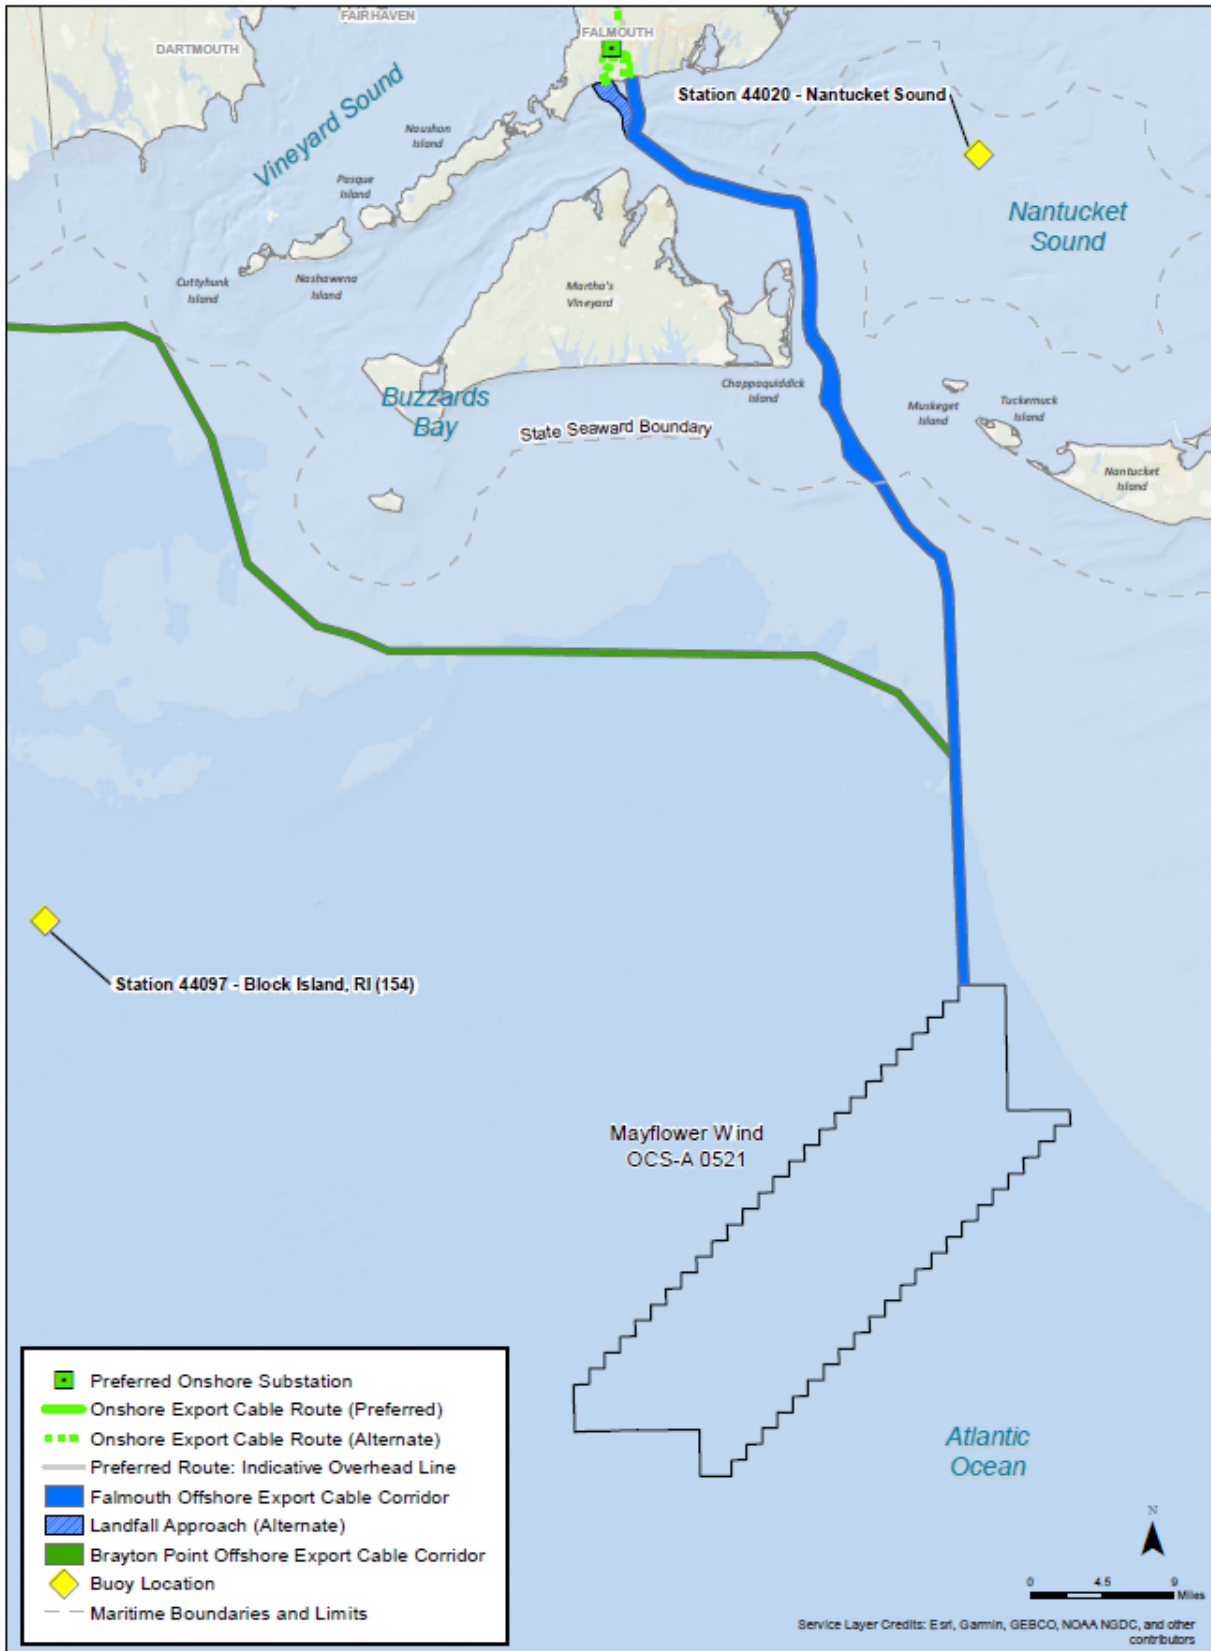 FAIRHAVEN
FALMOUTH
DARTMOUTH
Station 44020 - Nantucket Sound
Vineyard Sound
Naushon
Island
Pasque
Island
Nantucket
Sound
Cuttyhunk
Island
Nashawena
Island
Martha's
Vineyard
Chappaquiddick
Island
Buzzards
Bay
State Seaward Boundary
Muskeget
Island
Tuckernuck
Island
Nantucket
Island
Station 44097 - Block Island, RI (154)
Mayflower Wind
OCS-A 0521
Atlantic
Ocean
Preferred Onshore Substation
Onshore Export Cable Route (Preferred)
Onshore Export Cable Route (Alternate)
Preferred Route: Indicative Overhead Line
Falmouth Offshore Export Cable Corridor
Landfall Approach (Alternate)
Brayton Point Offshore Export Cable Corridor
Buoy Location
Maritime Boundaries and Limits
N
0 4.5 9
Miles
Service Layer Credits: Esri, Garmin, GEBCO, NOAA NGDC, and other
contributors